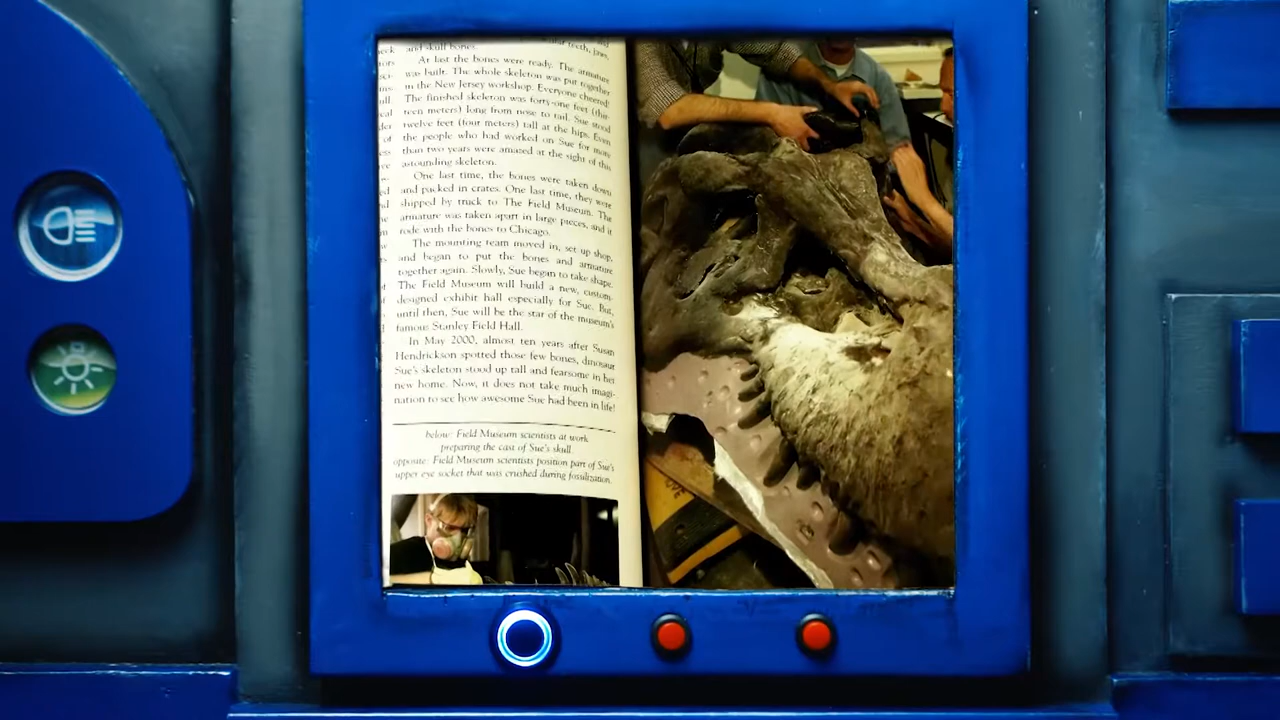 and skull bones.
At last the bones were ready. The armature
was built. The whole skeleton was put together
in the New Jersey workshop. Everyone cheered!
The finished skeleton was forty-one feet (thir-
teen meters) long from nose to tail. Sue stood
twelve feet (four meters) tall at the hips. Even
the people who had worked on Sue for more
than two years were amazed at the sight of this
astounding skeleton.
One last time, the bones were taken down
and packed in crates. One last time, they were
shipped by truck to The Field Museum. The
armature was taken apart in large pieces, and it
rode with the bones to Chicago.
The mounting team moved in, set up shop,
and began to put the bones and armature
together again. Slowly, Sue began to take shape.
The Field Museum will build a new, custom-
designed exhibit hall especially for Sue. But,
until then, Sue will be the star of the museum's
famous Stanley Field Hall.
In May 2000, almost ten years after Susan
Hendrickson spotted those few bones, dinosaur
Sue's skeleton stood up tall and fearsome in her
new home. Now, it does not take much imagi-
nation to see how awesome Sue had been in life!
below: Field Museum scientists at work
preparing the cast of Sue's skull.
opposite: Field Museum scientists position part of Sue's
upper eye socket that was crushed during fossilization.